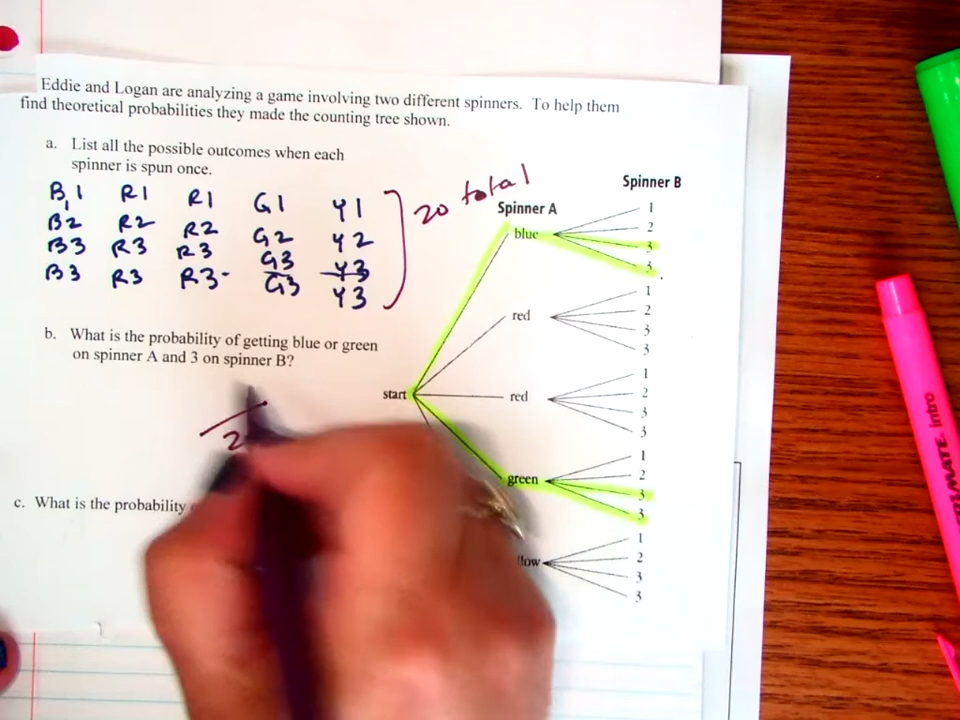 Eddie and Logan are analyzing a game involving two different spinners. To help them
find theoretical probabilities they made the counting tree shown.
a. List all the possible outcomes when each
spinner is spun once.
B1 R1 R1 G1 Y1
B2 R2 R2 G2 Y2
B3 R3 R3 G3 Y3
B3 R3 R3 G3 Y3
20 total
b. What is the probability of getting blue or green
on spinner A and 3 on spinner B?
2
c. What is the probability
Spinner A
Spinner B
start
blue
1
2
3
3
red
1
2
3
3
red
1
2
3
3
green
1
2
3
3
llow
1
2
3
3
MATE intro